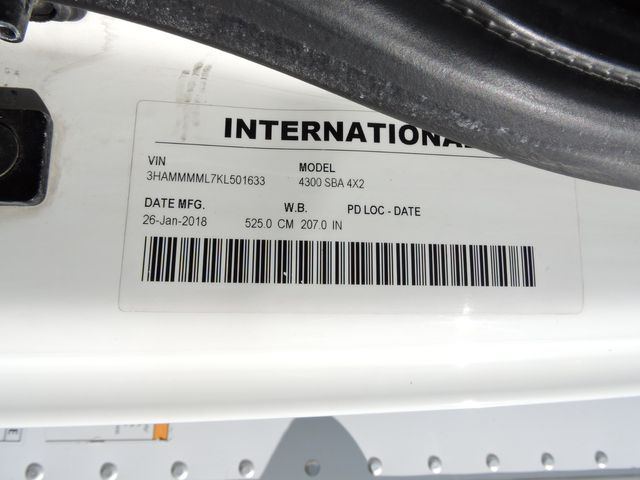 INTERNATIONAL
VIN MODEL
3HAMMMML7KL501633 4300 SBA 4X2
DATE MFG. W.B. PD LOC - DATE
26-Jan-2018 525.0 CM 207.0 IN